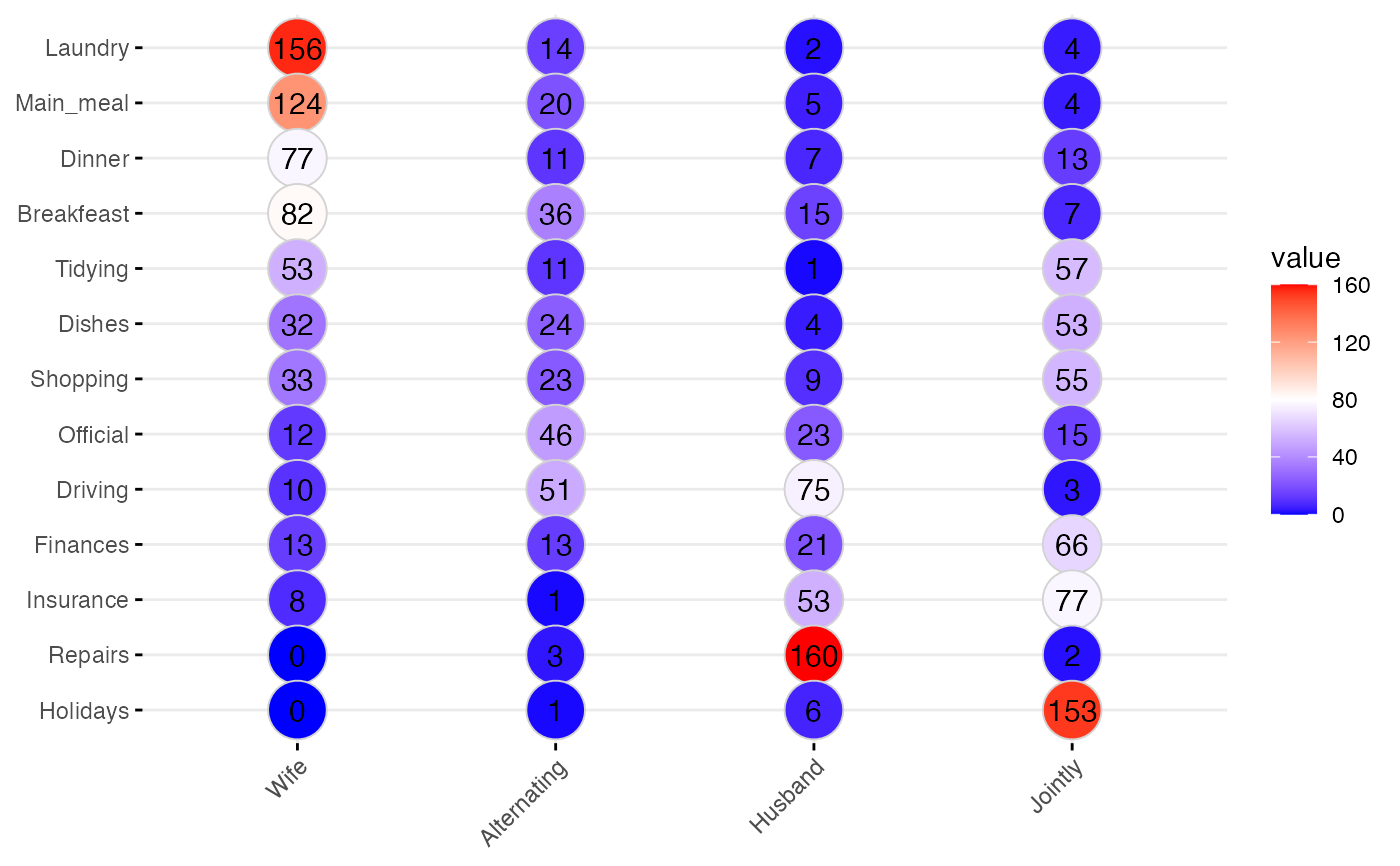 Laundry 156 14 2 4
Main_meal 124 20 5 4
Dinner 77 11 7 13
Breakfeast 82 36 15 7
Tidying 53 11 1 57
Dishes 32 24 4 53
Shopping 33 23 9 55
Official 12 46 23 15
Driving 10 51 75 3
Finances 13 13 21 66
Insurance 8 1 53 77
Repairs 0 3 160 2
Holidays 0 1 6 153
Wife Alternating Husband Jointly
value
160
120
80
40
0